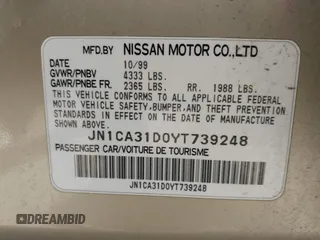 MFD BY NISSAN MOTOR CO.,LTD
DATE 10/99
GVWR/PNBV 4333 LBS.
GAWR/PNBE FR. 2365 LBS. RR. 1988 LBS.
THIS VEHICLE CONFORMS TO ALL APPLICABLE FEDERAL
MOTOR VEHICLE SAFETY,BUMPER,AND THEFT PREVENTION
STANDARDS IN EFFECT ON THE DATE OF MANUFACTURE
SHOWN ABOVE.
JN1CA31D0YT739248
PASSENGER CAR/VOITURE DE TOURISME
JN1CA31D0YT739248
DREAMBID